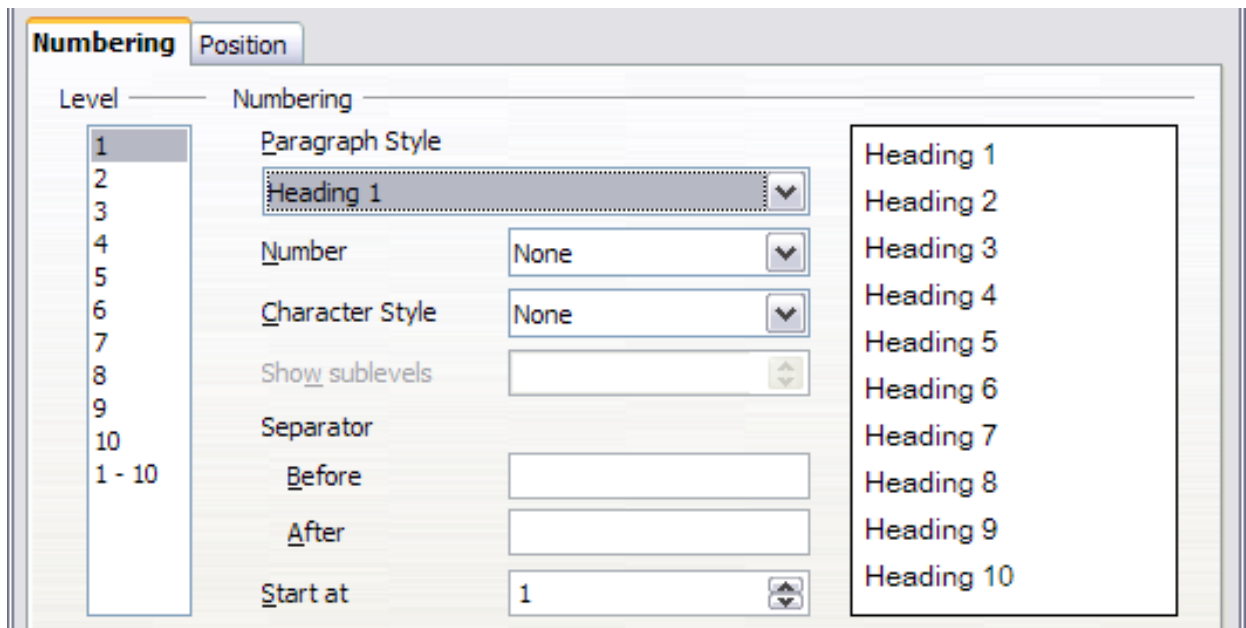 Numbering Position
Level Numbering
1
2
3
4
5
6
7
8
9
10
1 - 10
Paragraph Style
Heading 1
Number None
Character Style None
Show sublevels
Separator
Before
After
Start at 1
Heading 1
Heading 2
Heading 3
Heading 4
Heading 5
Heading 6
Heading 7
Heading 8
Heading 9
Heading 10